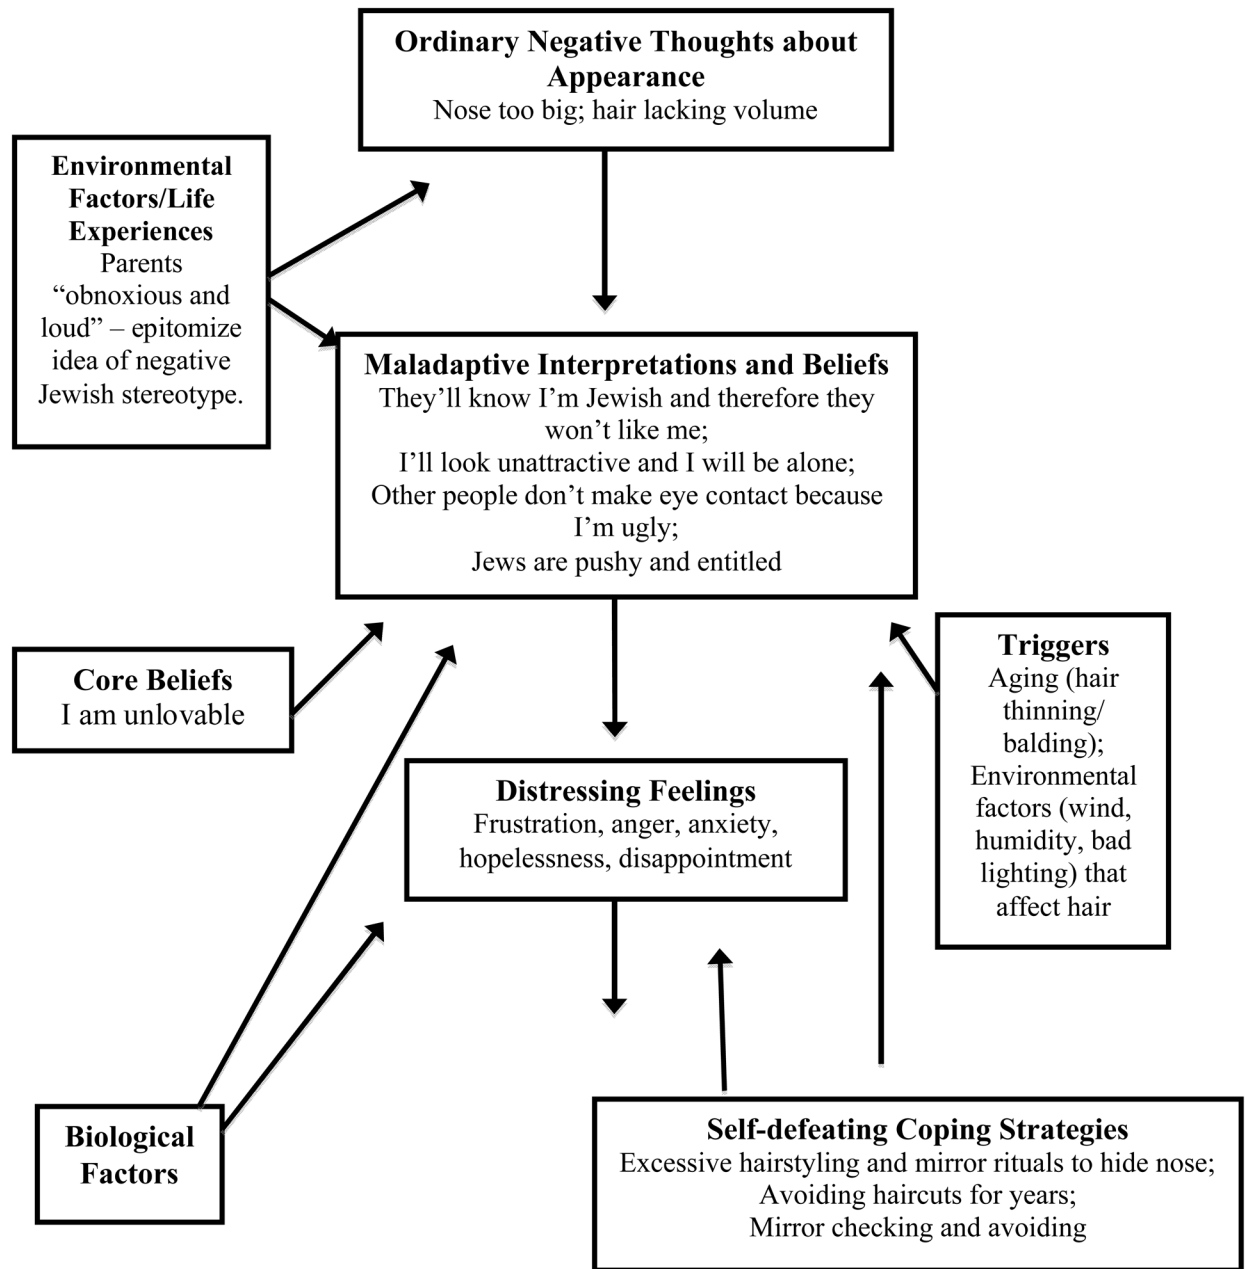 Ordinary Negative Thoughts about
Appearance
Nose too big; hair lacking volume
Environmental
Factors/Life
Experiences
Parents
“obnoxious and
loud” – epitomize
idea of negative
Jewish stereotype.
Maladaptive Interpretations and Beliefs
They’ll know I’m Jewish and therefore they
won’t like me;
I’ll look unattractive and I will be alone;
Other people don’t make eye contact because
I’m ugly;
Jews are pushy and entitled
Core Beliefs
I am unlovable
Triggers
Aging (hair
thinning/
balding);
Environmental
factors (wind,
humidity, bad
lighting) that
affect hair
Distressing Feelings
Frustration, anger, anxiety,
hopelessness, disappointment
Biological
Factors
Self-defeating Coping Strategies
Excessive hairstyling and mirror rituals to hide nose;
Avoiding haircuts for years;
Mirror checking and avoiding